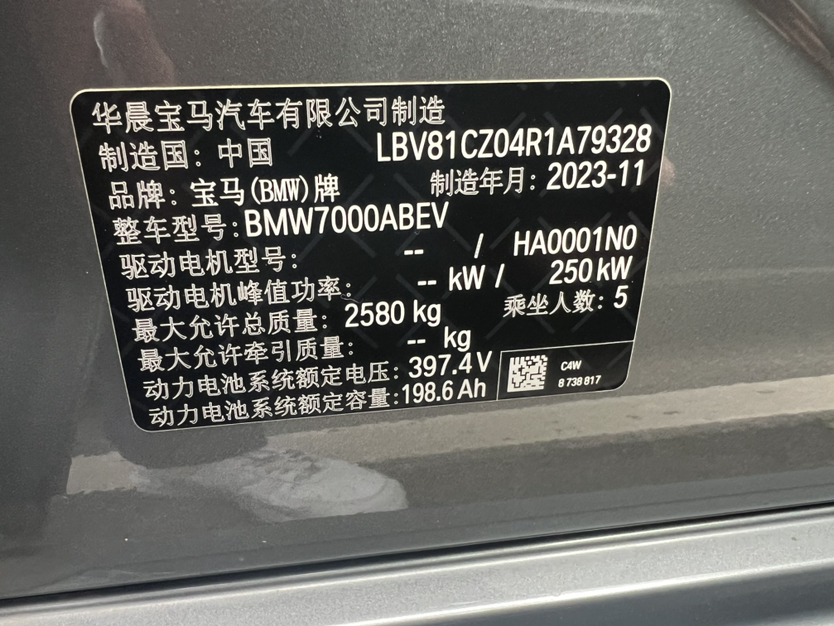 华晨宝马汽车有限公司制造
制造国：中国 LBV81CZ04R1A79328
品牌：宝马(BMW)牌 制造年月：2023-11
整车型号：BMW7000ABEV
驱动电机型号： -- / HA0001N0
驱动电机峰值功率： -- kW / 250 kW
最大允许总质量： 2580 kg 乘坐人数：5
最大允许牵引质量： -- kg
动力电池系统额定电压：397.4 V
动力电池系统额定容量：198.6 Ah
C4W
8 738 817